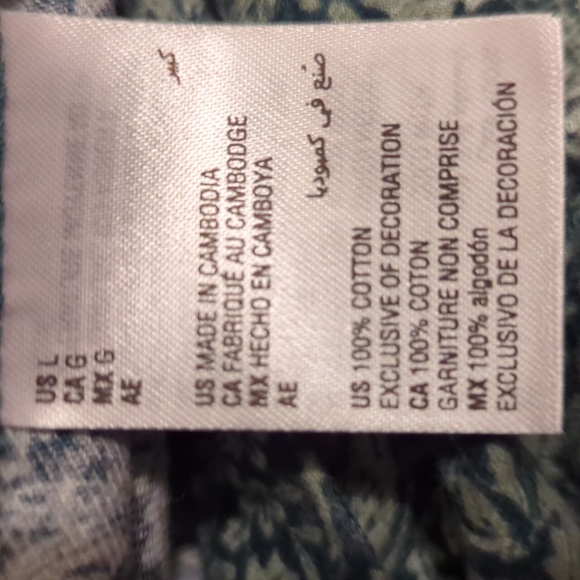 US L
CA G
MX G
AE كبير
US MADE IN CAMBODIA
CA FABRIQUÉ AU CAMBODGE
MX HECHO EN CAMBOYA
AE
صنع في كمبوديا
US 100% COTTON
EXCLUSIVE OF DECORATION
CA 100% COTON
GARNITURE NON COMPRISE
MX 100% algodón
EXCLUSIVO DE LA DECORACIÓN